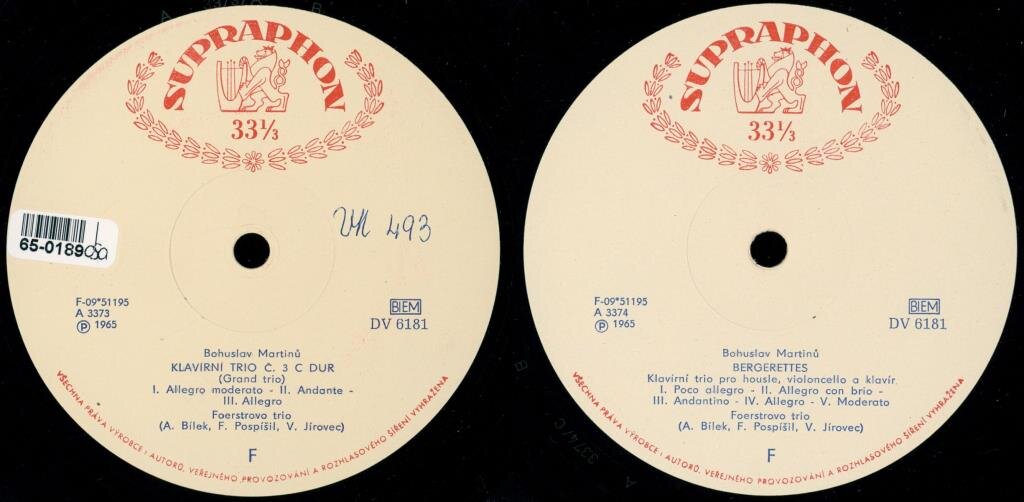 SUPRAPHON
33⅓
65-0189
493
F-09*51195
A 3373
Ⓟ 1965
BIEM
DV 6181
Bohuslav Martinů
KLAVÍRNÍ TRIO Č. 3 C DUR
(Grand trio)
I. Allegro moderato - II. Andante -
III. Allegro
Foerstrovo trio
(A. Bílek, F. Pospíšil, V. Jírovec)
F
VŠECHNA PRÁVA VÝROBCE I AUTORŮ, VEŘEJNÉHO PROVOZOVÁNÍ A ROZHLASOVÉHO ŠÍŘENÍ VYHRAŽENA
SUPRAPHON
33⅓
F-09*51195
A 3374
Ⓟ 1965
BIEM
DV 6181
Bohuslav Martinů
BERGERETTES
Klavírní trio pro housle, violoncello a klavír
I. Poco allegro - II. Allegro con brio -
III. Andantino - IV. Allegro - V. Moderato
Foerstrovo trio
(A. Bílek, F. Pospíšil, V. Jírovec)
F
VŠECHNA PRÁVA VÝROBCE I AUTORŮ, VEŘEJNÉHO PROVOZOVÁNÍ A ROZHLASOVÉHO ŠÍŘENÍ VYHRAŽENA